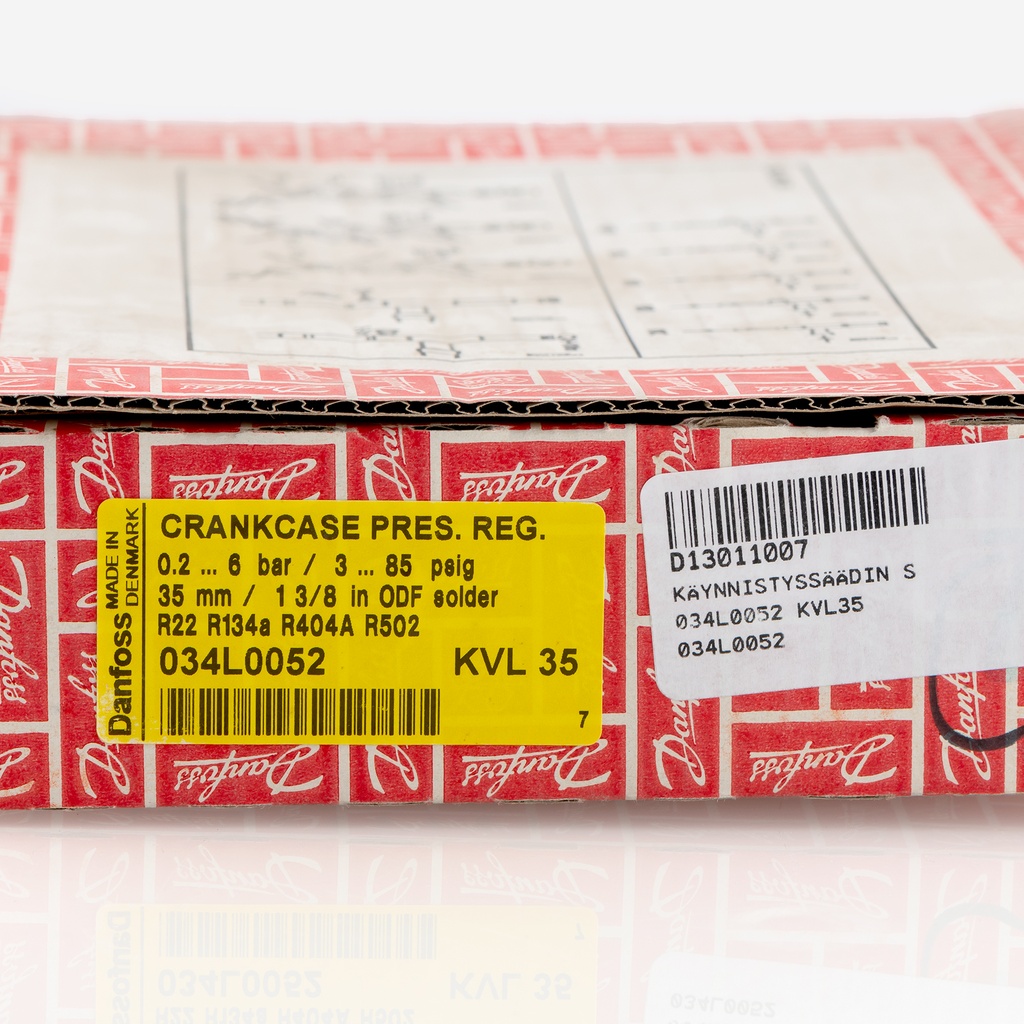 Danfoss
MADE IN
DENMARK
CRANKCASE PRES. REG.
0.2 ... 6 bar / 3 ... 85 psig
35 mm / 1 3/8 in ODF solder
R22 R134a R404A R502
034L0052 KVL 35
7
D13011007
KÄYNNISTYSSÄÄDIN S
034L0052 KVL35
034L0052